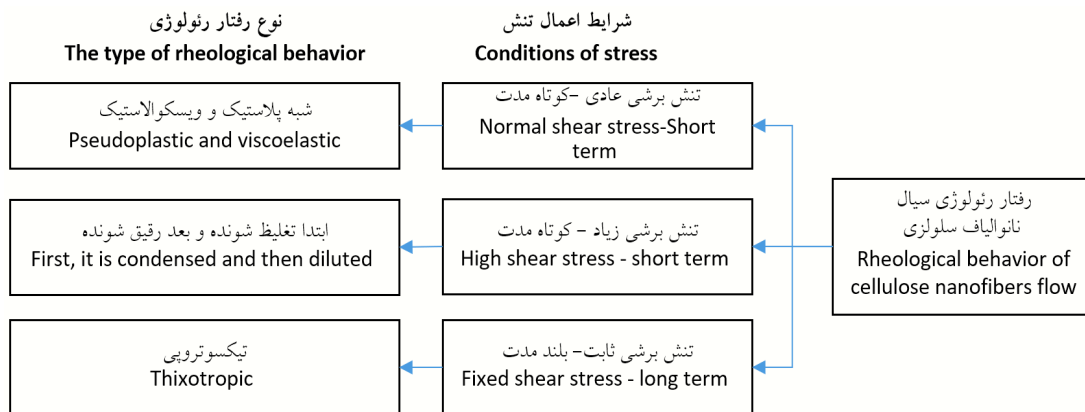 نوع رفتار رئولوژی
The type of rheological behavior
شرایط اعمال تنش
Conditions of stress
شبه پلاستیک و ویسکوالاستیک
Pseudoplastic and viscoelastic
تنش برشی عادی -کوتاه مدت
Normal shear stress-Short
term
ابتدا تغلیظ شونده و بعد رقیق شونده
First, it is condensed and then diluted
تنش برشی زیاد - کوتاه مدت
High shear stress - short term
رفتار رئولوژی سیال
نانوالیاف سلولزی
Rheological behavior of
cellulose nanofibers flow
تیکسوتروپی
Thixotropic
تنش برشی ثابت- بلند مدت
Fixed shear stress - long term